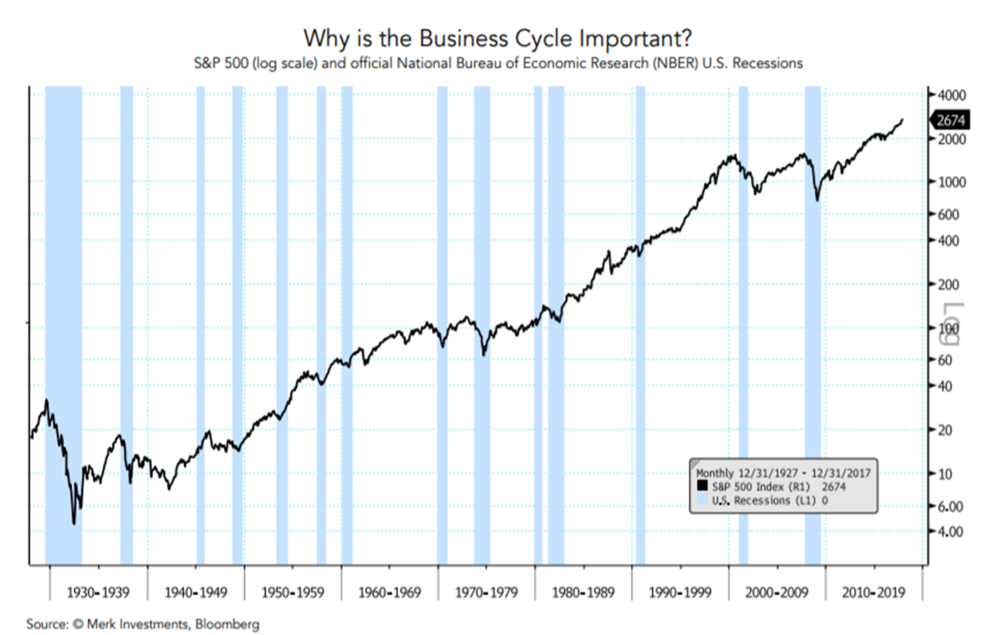 Why is the Business Cycle Important?
S&P 500 (log scale) and official National Bureau of Economic Research (NBER) U.S. Recessions
4000
2674
2000
1000
600
400
200
Log
100
60
40
20
10
6.00
4.00
Monthly 12/31/1927 - 12/31/2017
S&P 500 Index (R1) 2674
U.S. Recessions (L1) 0
1930-1939 1940-1949 1950-1959 1960-1969 1970-1979 1980-1989 1990-1999 2000-2009 2010-2019
Source: © Merk Investments, Bloomberg